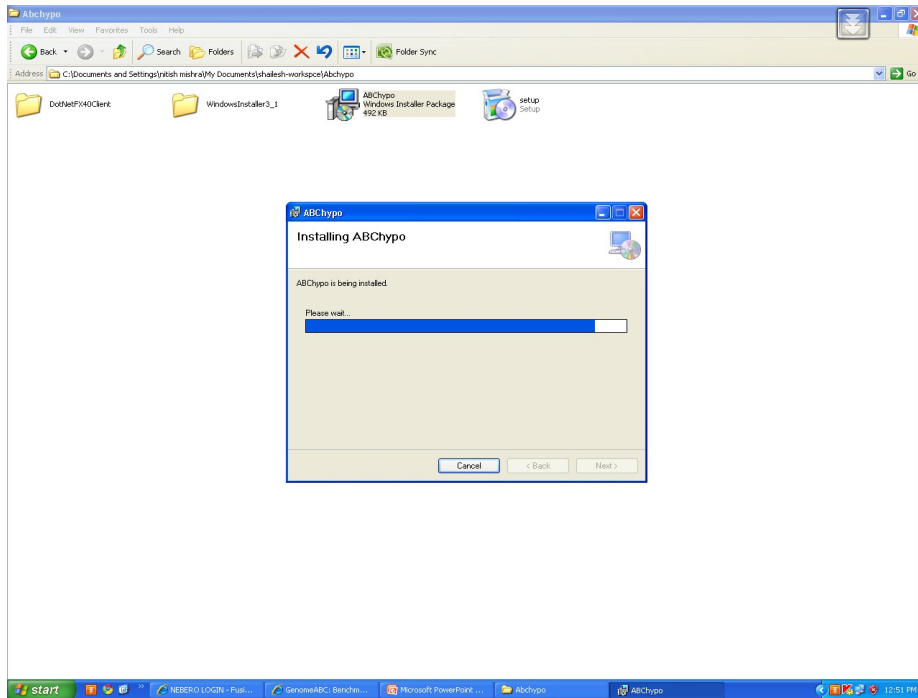 Abchypo
File Edit View Favorites Tools Help
Back Search Folders Folder Sync
Address C:\Documents and Settings\nitish mishra\My Documents\shailesh-workspce\Abchypo Go
DotNetFX40Client
WindowsInstaller3_1
ABChypo
Windows Installer Package
492 KB
setup
Setup
ABChypo
Installing ABChypo
ABChypo is being installed.
Please wait...
Cancel < Back Next >
start NEBERO LOGIN - Fusi... GenomeABC: Benchm... Microsoft PowerPoint ... Abchypo ABChypo 12:51 PM